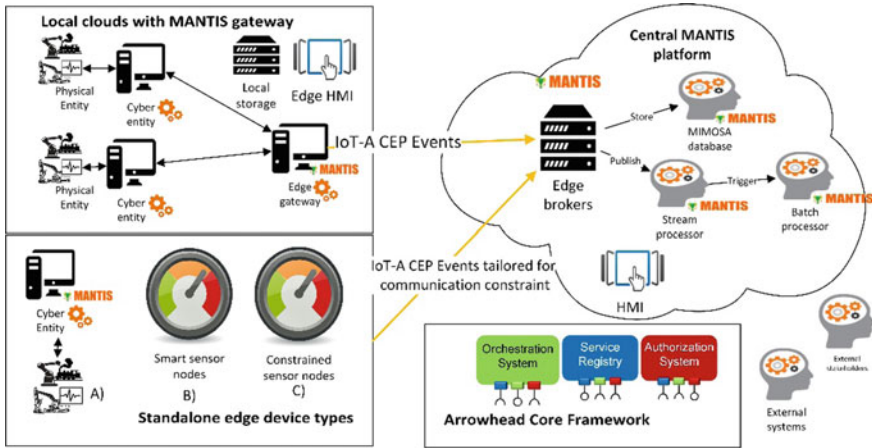 Local clouds with MANTIS gateway
Physical
Entity
Cyber
entity
Local
storage
Edge HMI
Physical
Entity
Cyber
entity
MANTIS
Edge
gateway
IoT-A CEP Events
Central MANTIS
platform
MANTIS
Edge
brokers
Store
Publish
MIMOSA
database
MANTIS
Stream
processor
MANTIS
Trigger
Batch
processor
MANTIS
HMI
IoT-A CEP Events tailored for
communication constraint
MANTIS
Cyber
Entity
A)
Smart sensor
nodes
B)
Constrained
sensor nodes
C)
Standalone edge device types
Orchestration
System
Service
Registry
Authorization
System
Arrowhead Core Framework
External
stakeholders
External
systems